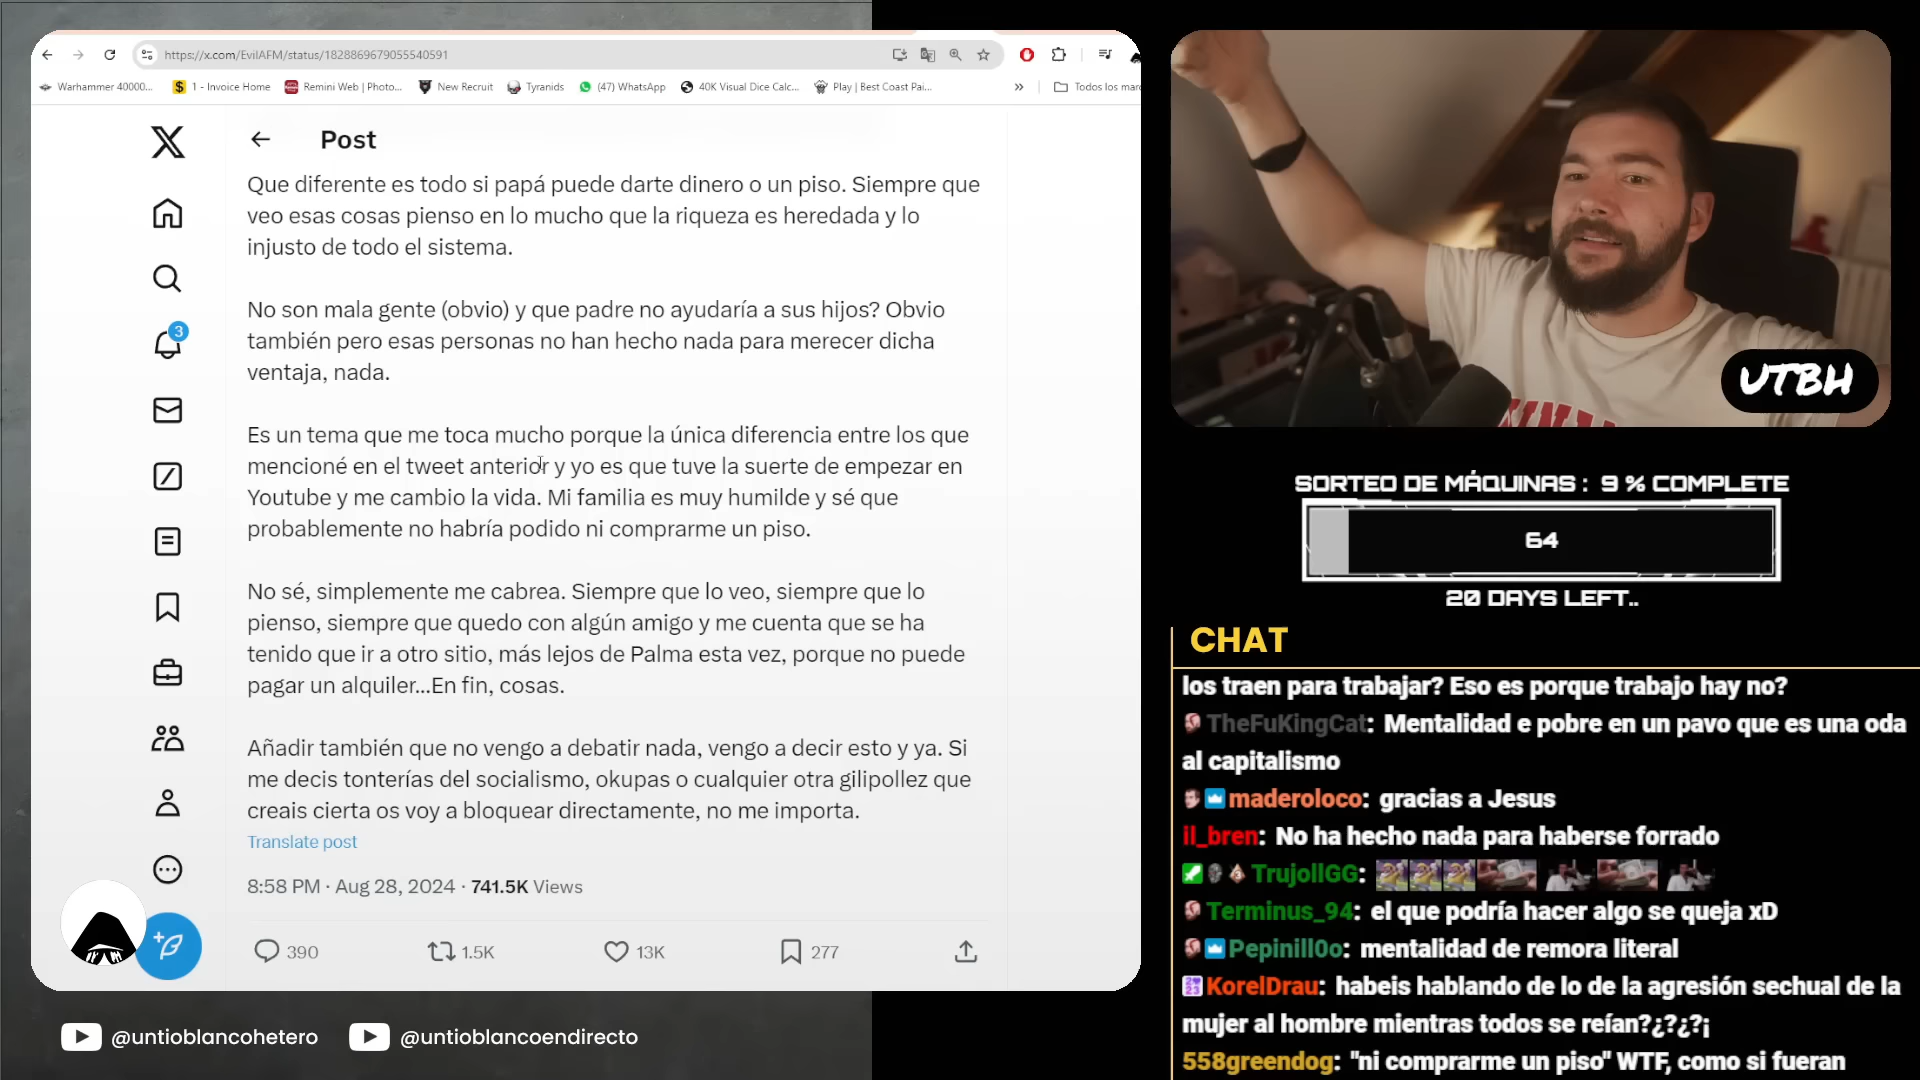 https://x.com/EvilAFM/status/1828869679055540591
Warhammer 40000...
1 - Invoice Home
Remini Web | Photo...
New Recruit
Tyranids
(47) WhatsApp
40K Visual Dice Calc...
Play | Best Coast Pai...
Todos los marc
Post
Que diferente es todo si papá puede darte dinero o un piso. Siempre que
veo esas cosas pienso en lo mucho que la riqueza es heredada y lo
injusto de todo el sistema.
No son mala gente (obvio) y que padre no ayudaría a sus hijos? Obvio
también pero esas personas no han hecho nada para merecer dicha
ventaja, nada.
Es un tema que me toca mucho porque la única diferencia entre los que
mencioné en el tweet anterior y yo es que tuve la suerte de empezar en
Youtube y me cambio la vida. Mi familia es muy humilde y sé que
probablemente no habría podido ni comprarme un piso.
No sé, simplemente me cabrea. Siempre que lo veo, siempre que lo
pienso, siempre que quedo con algún amigo y me cuenta que se ha
tenido que ir a otro sitio, más lejos de Palma esta vez, porque no puede
pagar un alquiler...En fin, cosas.
Añadir también que no vengo a debatir nada, vengo a decir esto y ya. Si
me decis tonterías del socialismo, okupas o cualquier otra gilipollez que
creais cierta os voy a bloquear directamente, no me importa.
Translate post
8:58 PM · Aug 28, 2024 · 741.5K Views
390
1.5K
13K
277
3
@untioblancohetero
@untioblancoendirecto
UTBH
SORTEO DE MÁQUINAS : 9 % COMPLETE
64
20 DAYS LEFT..
CHAT
los traen para trabajar? Eso es porque trabajo hay no?
TheFuKingCat: Mentalidad e pobre en un pavo que es una oda
al capitalismo
maderoloco: gracias a Jesus
il_bren: No ha hecho nada para haberse forrado
TrujollGG:
Terminus_94: el que podría hacer algo se queja xD
Pepinill0o: mentalidad de remora literal
KorelDrau: habeis hablando de lo de la agresión sechual de la
mujer al hombre mientras todos se reían?¿?¿?¡
558greendog: "ni comprarme un piso" WTF, como si fueran